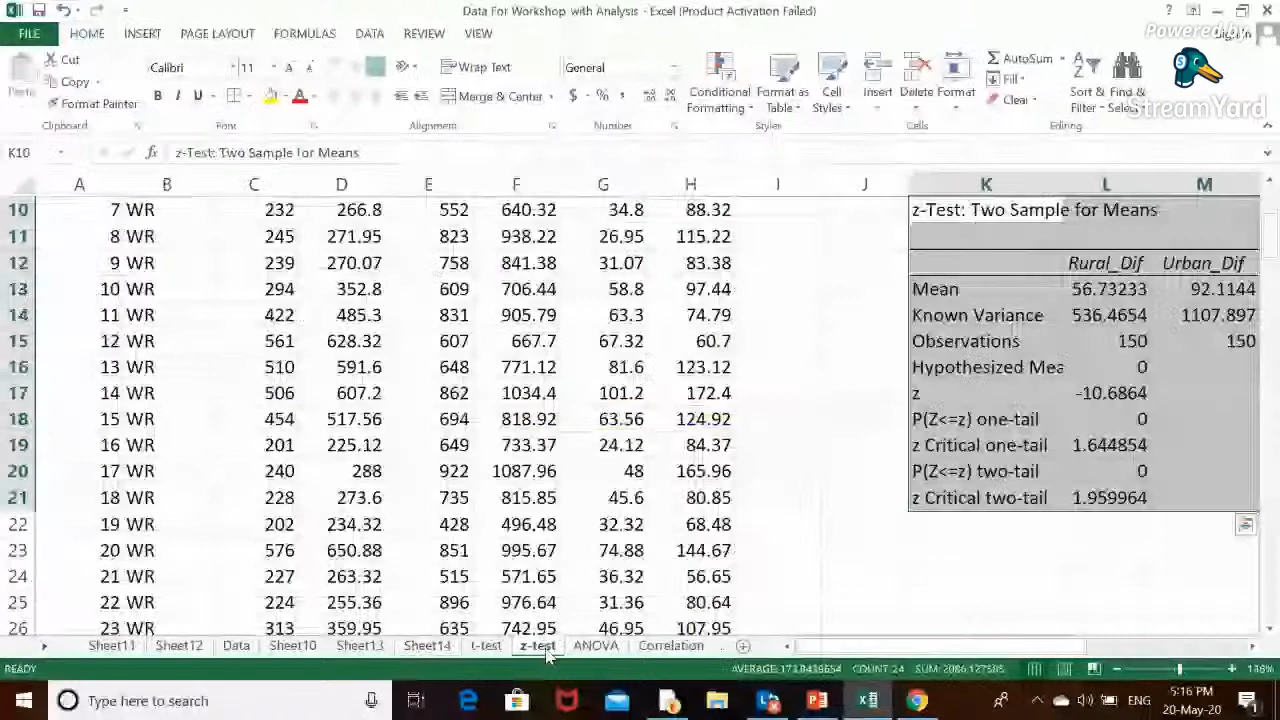 Data For Workshop with Analysis - Excel (Product Activation Failed)
Powered by
StreamYard
FILE HOME INSERT PAGE LAYOUT FORMULAS DATA REVIEW VIEW
Cut
Copy
Format Painter
Calibri 11
B I U
Wrap Text
Merge & Center
General
$ % ,
Conditional Formatting
Format as Table
Cell Styles
Insert Delete Format
AutoSum
Fill
Clear
Sort & Filter
Find & Select
Clipboard Font Alignment Number Styles Cells Editing
K10 fx z-Test: Two Sample for Means
A B C D E F G H I J K L M
10 7 WR 232 266.8 552 640.32 34.8 88.32 z-Test: Two Sample for Means
11 8 WR 245 271.95 823 938.22 26.95 115.22
12 9 WR 239 270.07 758 841.38 31.07 83.38 Rural_Dif Urban_Dif
13 10 WR 294 352.8 609 706.44 58.8 97.44 Mean 56.73233 92.1144
14 11 WR 422 485.3 831 905.79 63.3 74.79 Known Variance 536.4654 1107.897
15 12 WR 561 628.32 607 667.7 67.32 60.7 Observations 150 150
16 13 WR 510 591.6 648 771.12 81.6 123.12 Hypothesized Mea 0
17 14 WR 506 607.2 862 1034.4 101.2 172.4 z -10.6864
18 15 WR 454 517.56 694 818.92 63.56 124.92 P(Z<=z) one-tail 0
19 16 WR 201 225.12 649 733.37 24.12 84.37 z Critical one-tail 1.644854
20 17 WR 240 288 922 1087.96 48 165.96 P(Z<=z) two-tail 0
21 18 WR 228 273.6 735 815.85 45.6 80.85 z Critical two-tail 1.959964
22 19 WR 202 234.32 428 496.48 32.32 68.48
23 20 WR 576 650.88 851 995.67 74.88 144.67
24 21 WR 227 263.32 515 571.65 36.32 56.65
25 22 WR 224 255.36 896 976.64 31.36 80.64
26 23 WR 313 359.95 635 742.95 46.95 107.95
Sheet11 Sheet12 Data Sheet10 Sheet13 Sheet14 t-test z-test ANOVA Correlation
READY COUNT: 24
Type here to search
ENG
5:16 PM
20-May-20